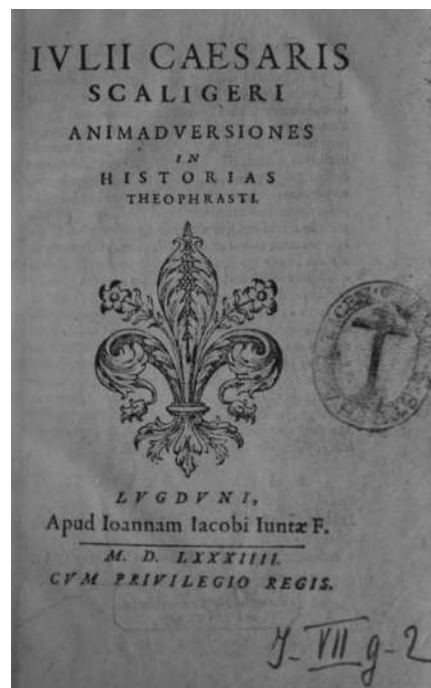 IVLII CAESARIS
SCALIGERI
ANIMADVERSIONES
IN
HISTORIAS
THEOPHRASTI.
LVGDVNI,
Apud Ioannam Iacobi Iuntæ F.
M. D. LXXXIIII.
CVM PRIVILEGIO REGIS.
J-VII g-2